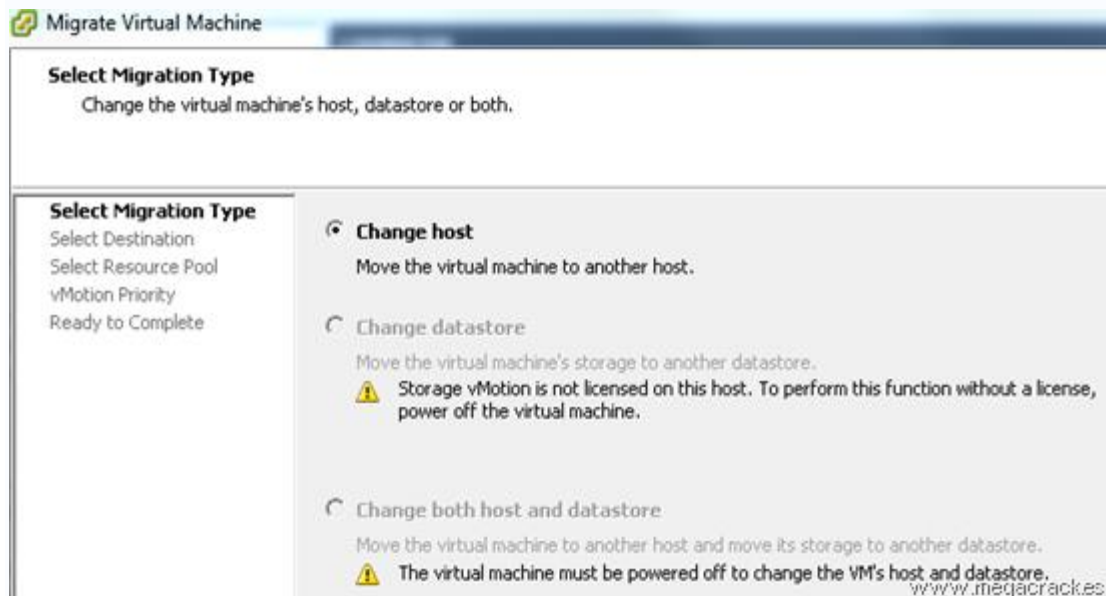 Migrate Virtual Machine
Select Migration Type
Change the virtual machine's host, datastore or both.
Select Migration Type
Select Destination
Select Resource Pool
vMotion Priority
Ready to Complete
Change host
Move the virtual machine to another host.
Change datastore
Move the virtual machine's storage to another datastore.
Storage vMotion is not licensed on this host. To perform this function without a license,
power off the virtual machine.
Change both host and datastore
Move the virtual machine to another host and move its storage to another datastore.
The virtual machine must be powered off to change the VM's host and datastore.
www.megacrack.es